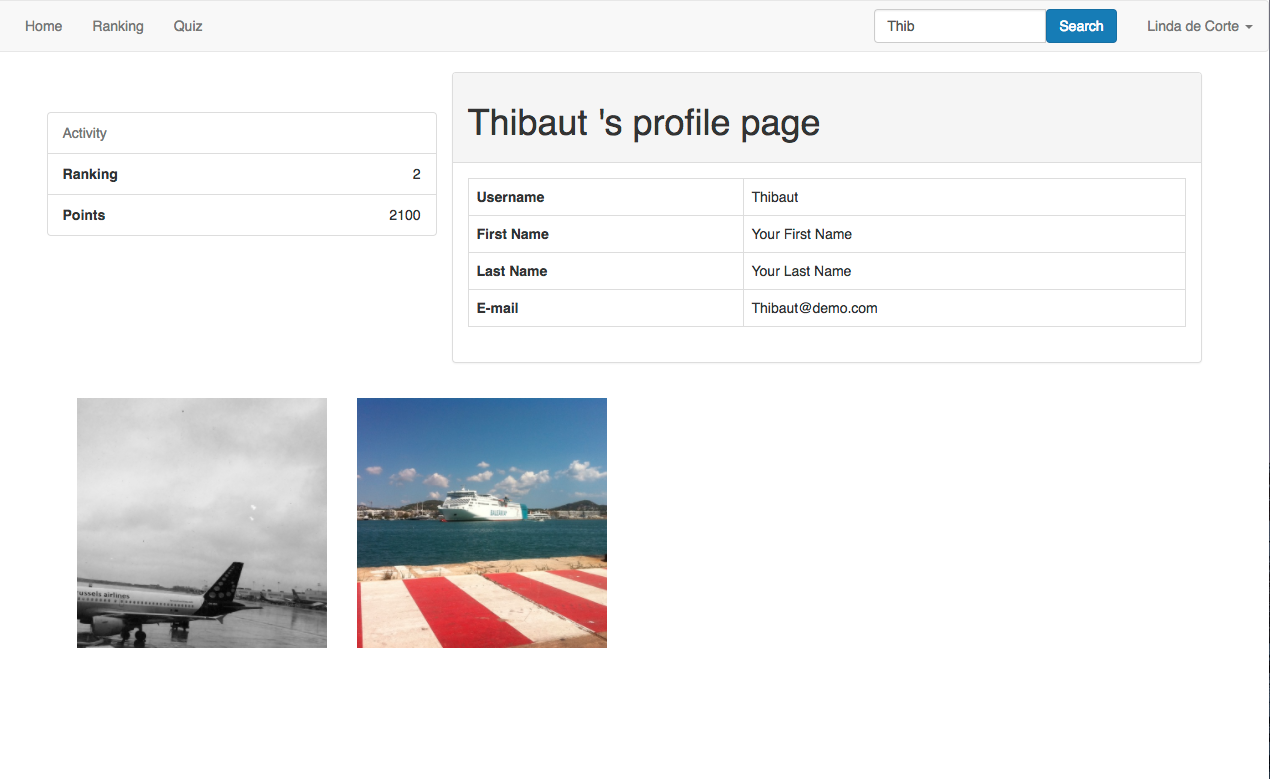 Home Ranking Quiz Thib Search Linda de Corte
Activity
Ranking 2
Points 2100
Thibaut 's profile page
Username Thibaut
First Name Your First Name
Last Name Your Last Name
E-mail Thibaut@demo.com
ussels airlines